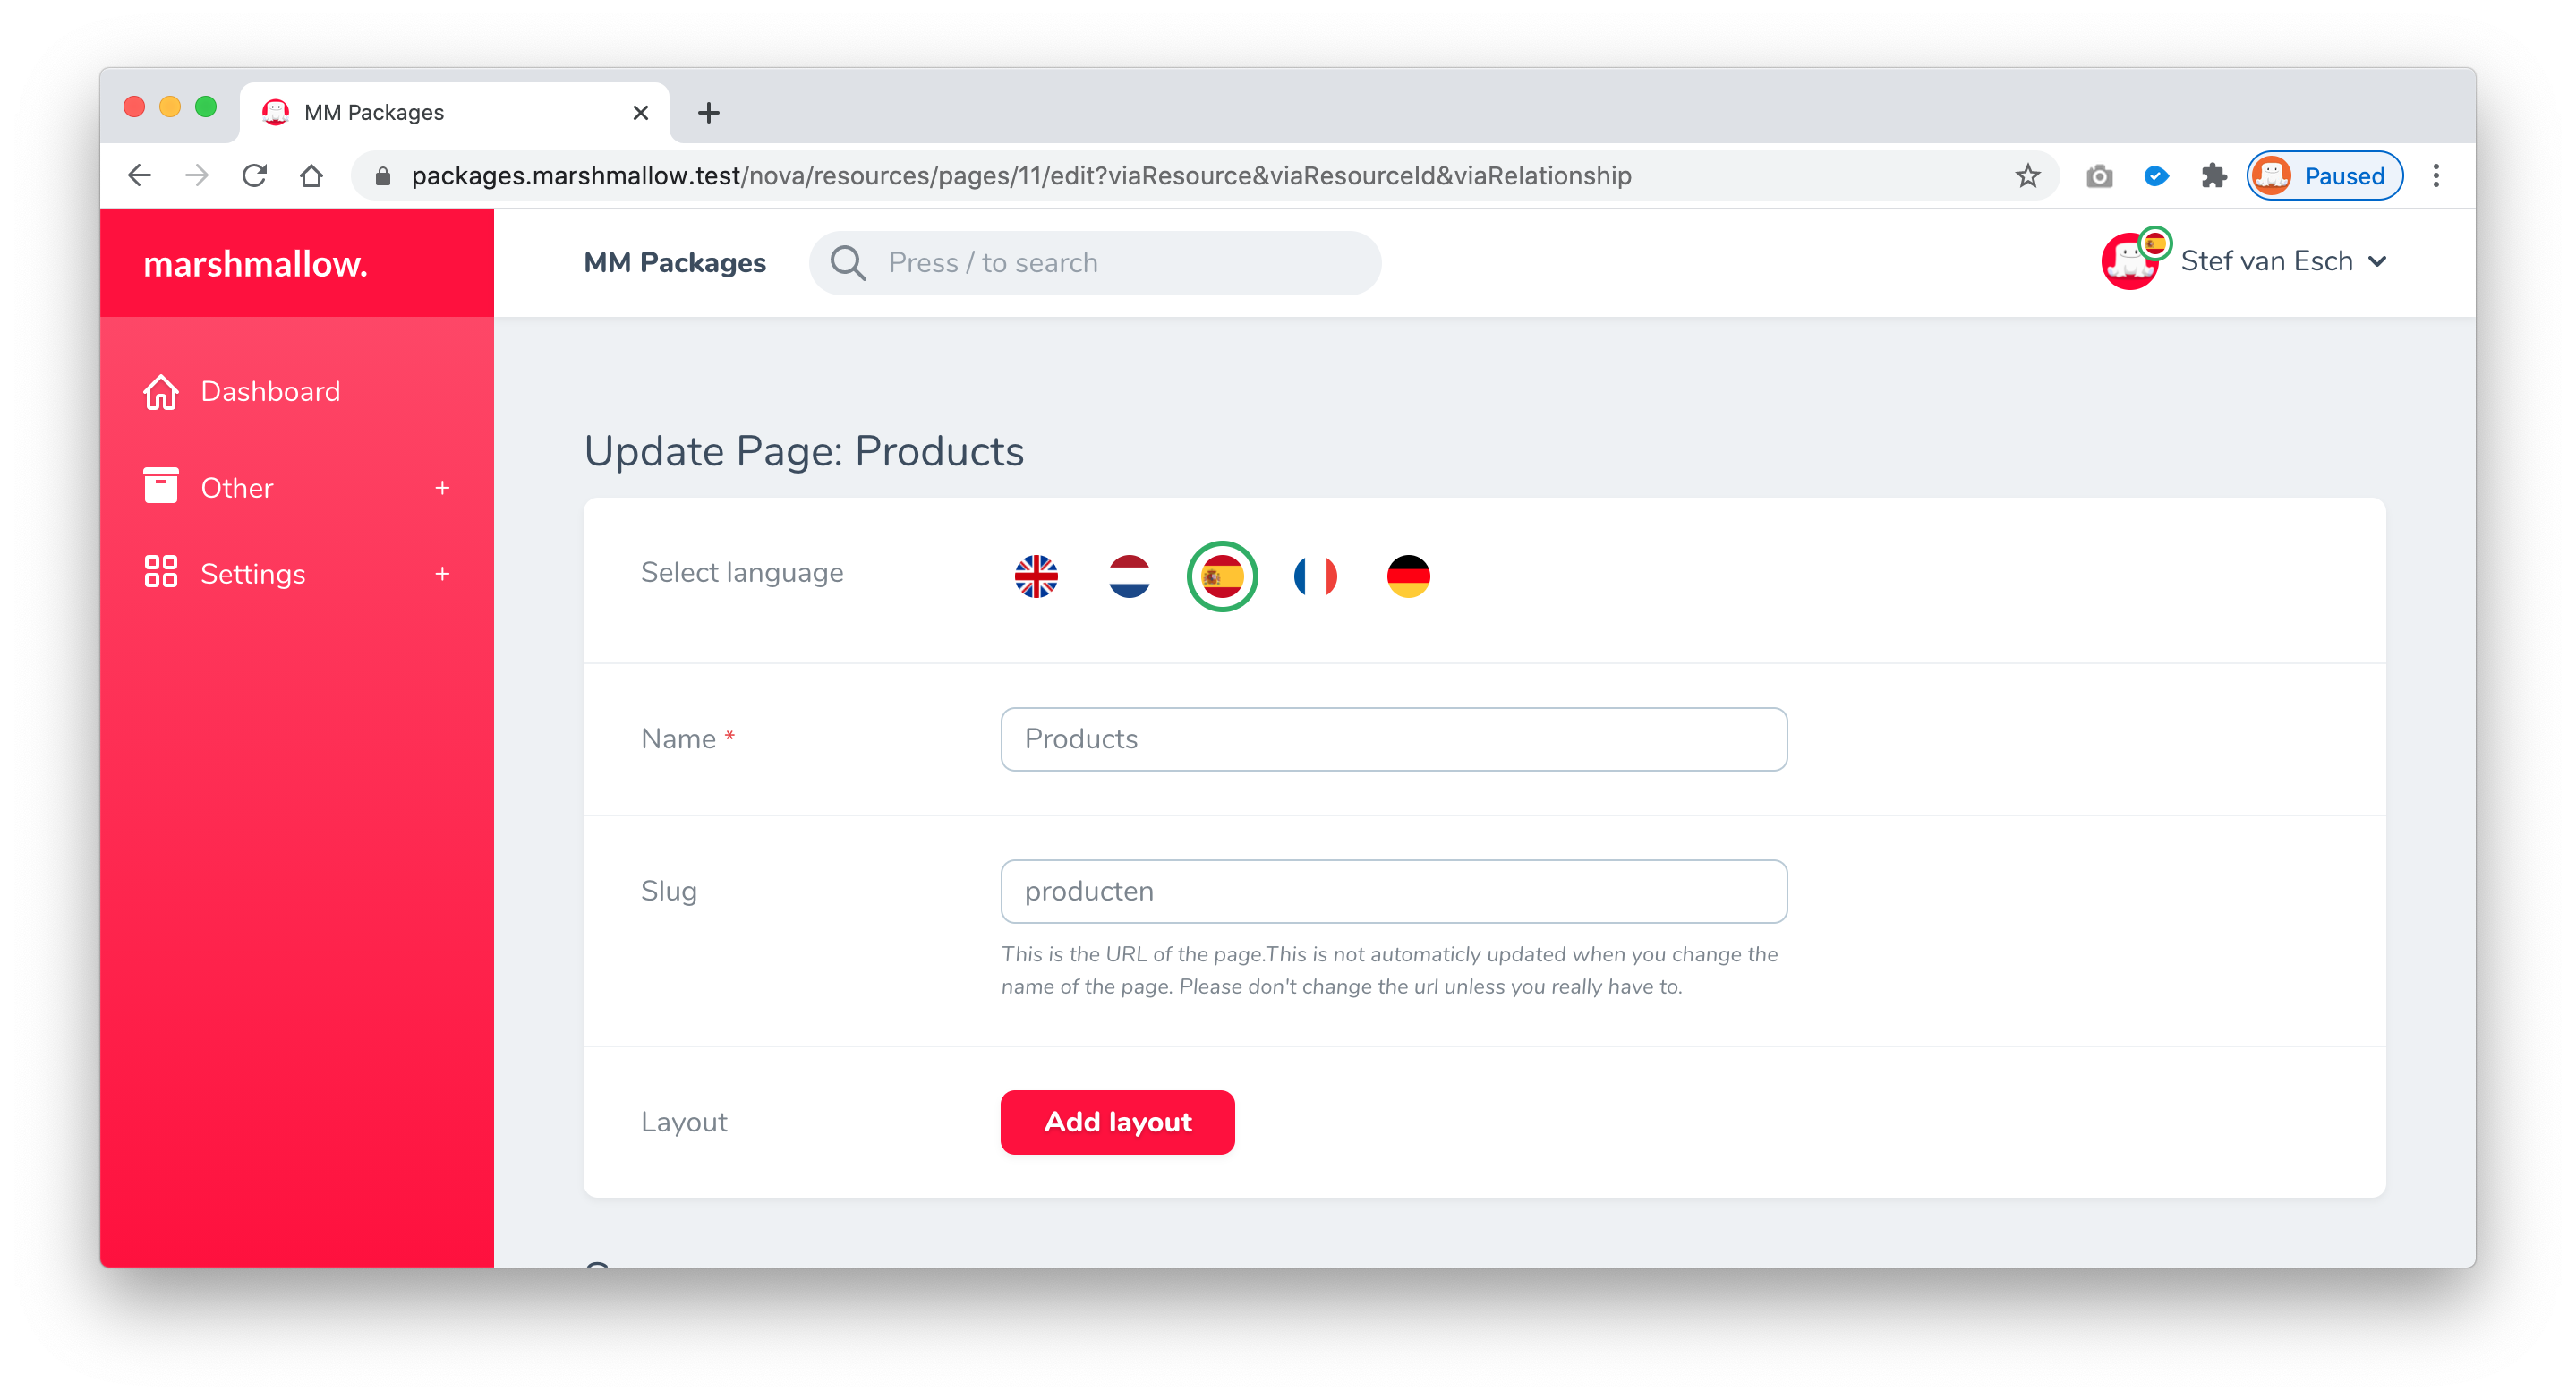 MM Packages
packages.marshmallow.test/nova/resources/pages/11/edit?viaResource&viaResourceId&viaRelationship
Paused
marshmallow.
MM Packages
Press / to search
Stef van Esch
Dashboard
Other +
Settings +
Update Page: Products
Select language
Name *
Products
Slug
producten
This is the URL of the page.This is not automaticly updated when you change the
name of the page. Please don't change the url unless you really have to.
Layout
Add layout